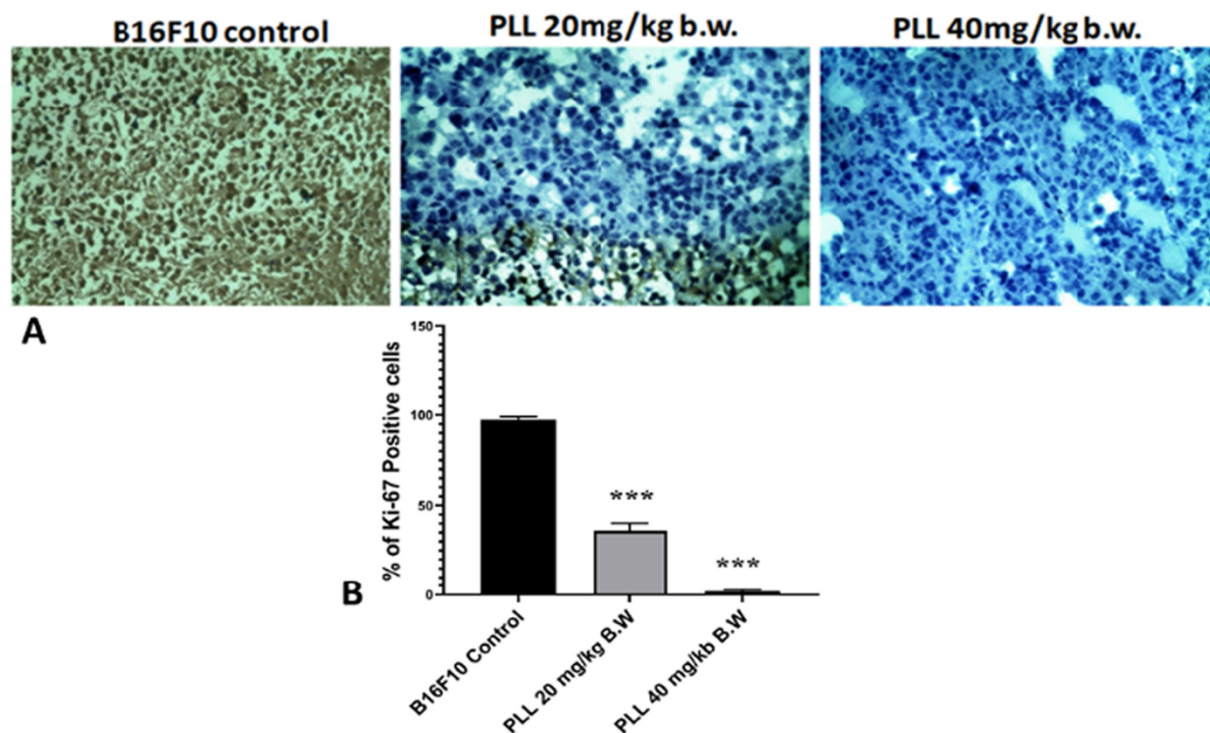 B16F10 control
PLL 20mg/kg b.w.
PLL 40mg/kg b.w.
A
150
100
50
0
% of Ki-67 Positive cells
***
***
B
B16F10 Control
PLL 20 mg/kg B.W
PLL 40 mg/kb B.W